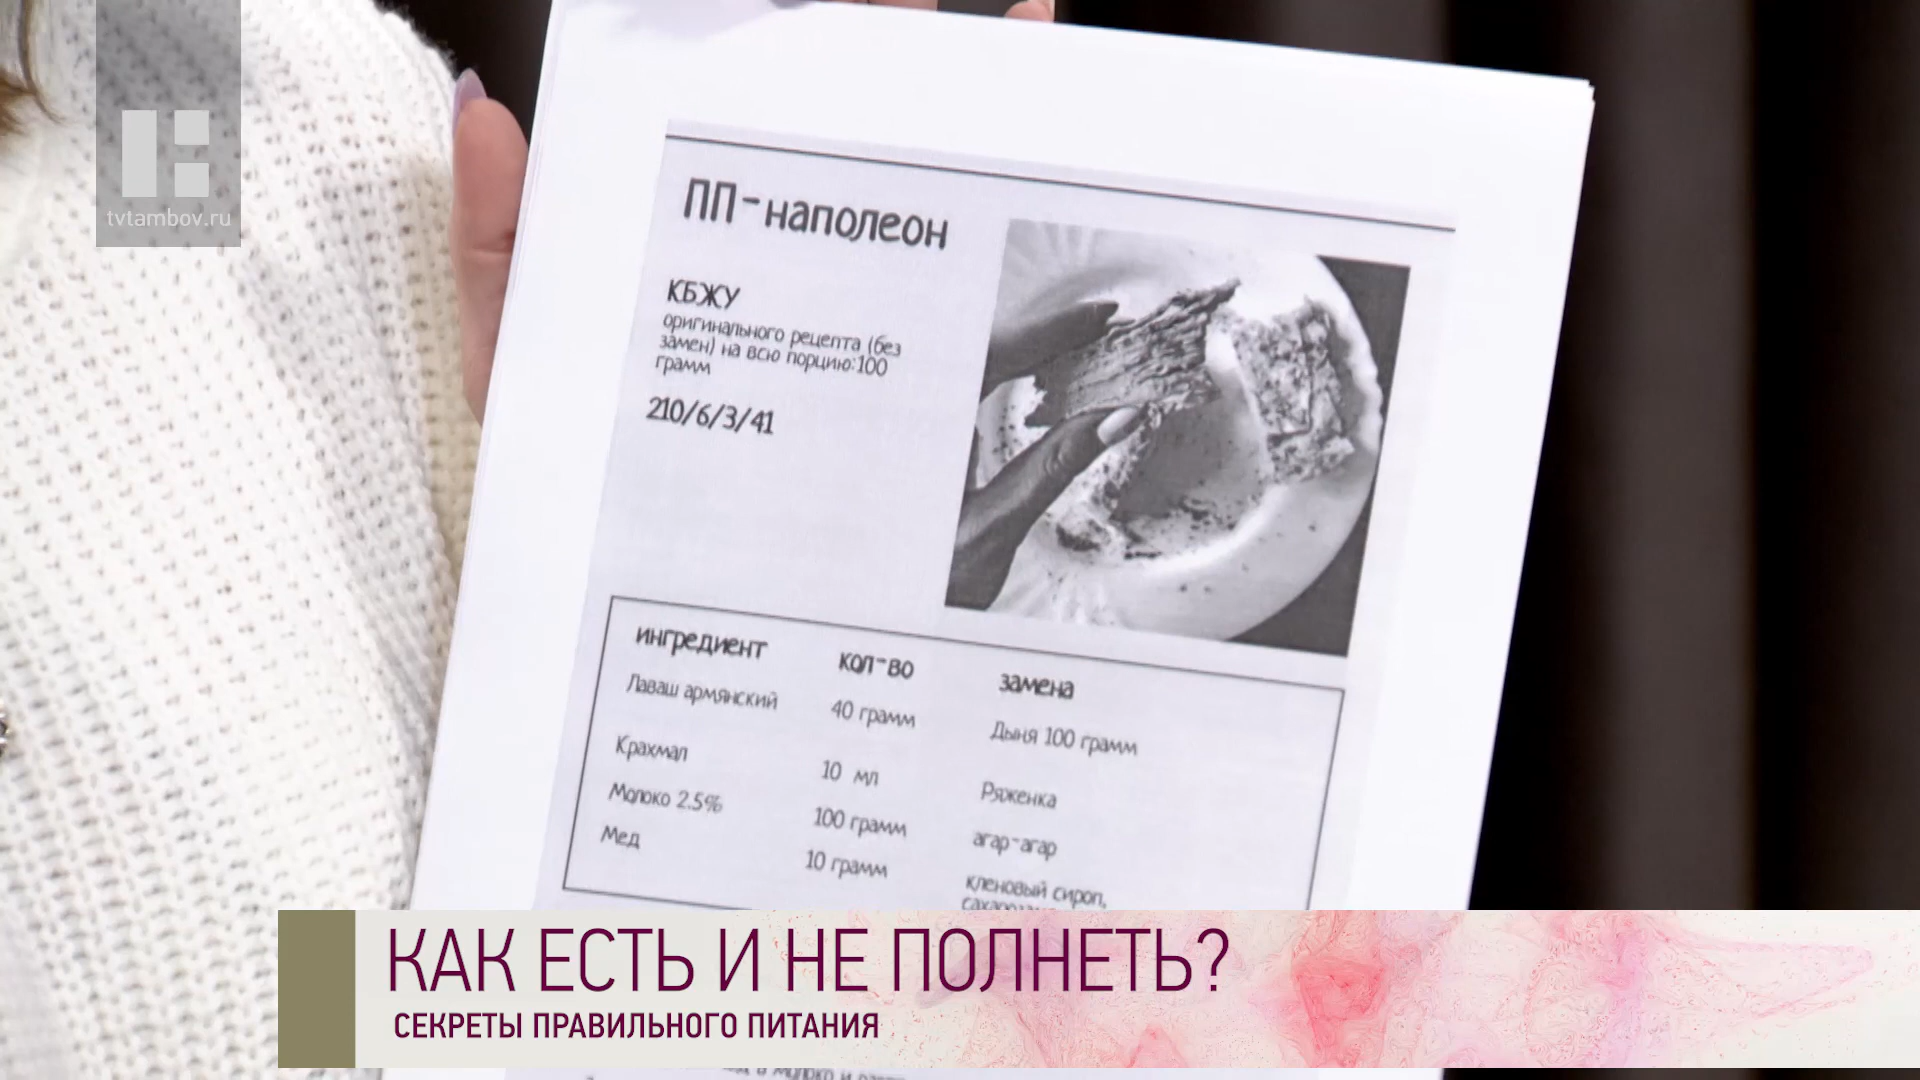 tvtambov.ru
ПП-наполеон
КБЖУ
оригинального рецепта (без
замен) на всю порцию:100
грамм
210/6/3/41
ингредиент кол-во замена
Лаваш армянский 40 грамм Дыня 100 грамм
Крахмал 10 мл Ряженка
Молоко 2.5% 100 грамм агар-агар
Мед 10 грамм кленовый сироп,
КАК ЕСТЬ И НЕ ПОЛНЕТЬ?
СЕКРЕТЫ ПРАВИЛЬНОГО ПИТАНИЯ